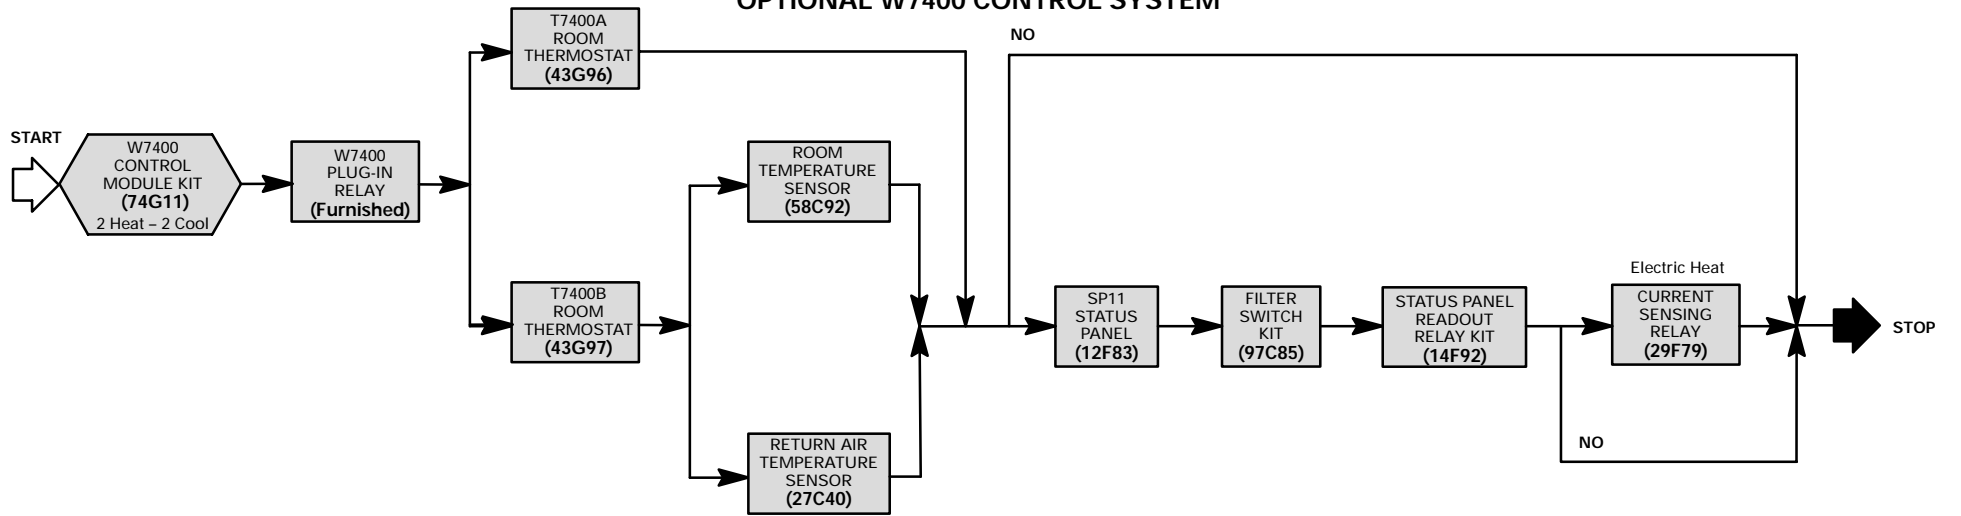 OPTIONAL W7400 CONTROL SYSTEM
START
W7400
CONTROL
MODULE KIT
(74G11)
2 Heat – 2 Cool
W7400
PLUG-IN
RELAY
(Furnished)
T7400A
ROOM
THERMOSTAT
(43G96)
T7400B
ROOM
THERMOSTAT
(43G97)
ROOM
TEMPERATURE
SENSOR
(58C92)
RETURN AIR
TEMPERATURE
SENSOR
(27C40)
NO
SP11
STATUS
PANEL
(12F83)
FILTER
SWITCH
KIT
(97C85)
STATUS PANEL
READOUT
RELAY KIT
(14F92)
Electric Heat
CURRENT
SENSING
RELAY
(29F79)
NO
STOP